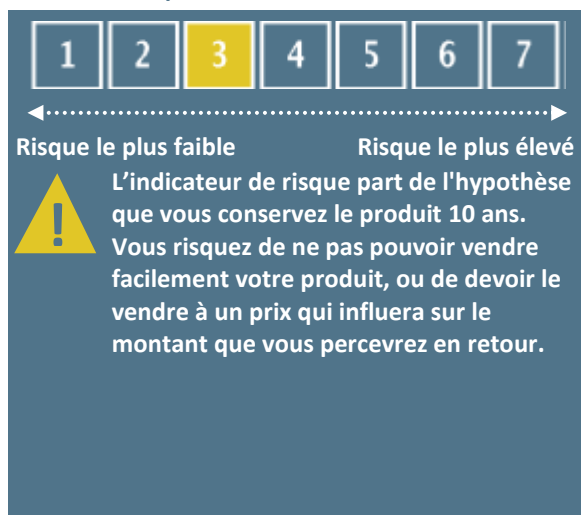 1 2 3 4 5 6 7
Risque le plus faible Risque le plus élevé
L’indicateur de risque part de l'hypothèse
que vous conservez le produit 10 ans.
Vous risquez de ne pas pouvoir vendre
facilement votre produit, ou de devoir le
vendre à un prix qui influera sur le
montant que vous percevrez en retour.